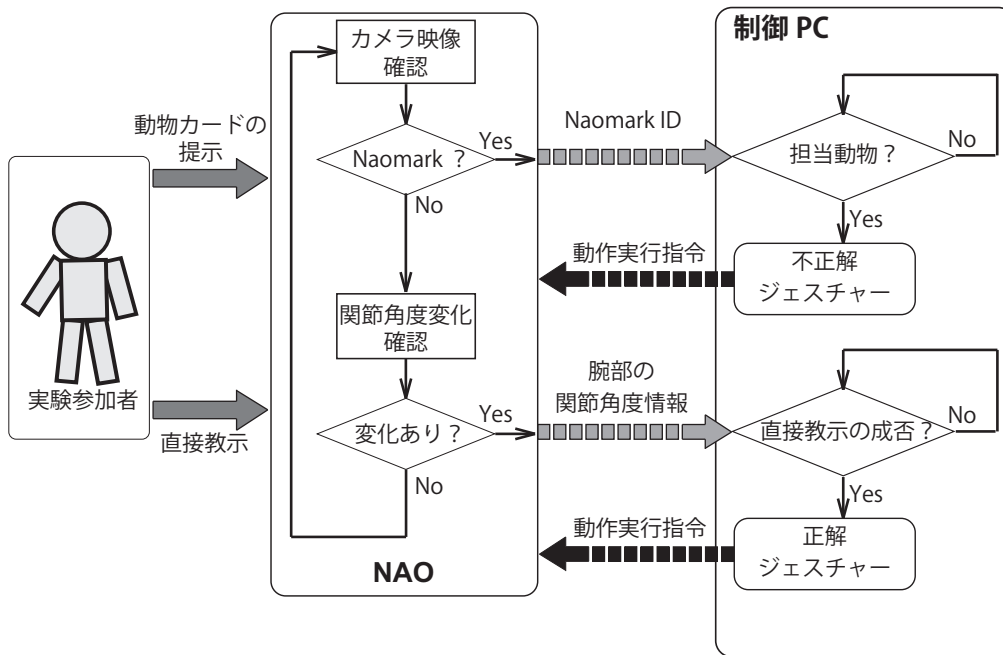 動物カードの
提示
実験参加者
直接教示
カメラ映像
確認
Naomark ？
Yes
No
関節角度変化
確認
変化あり？
Yes
No
NAO
Naomark ID
動作実行指令
腕部の
関節角度情報
動作実行指令
制御 PC
担当動物？
No
Yes
不正解
ジェスチャー
直接教示の成否？
No
Yes
正解
ジェスチャー